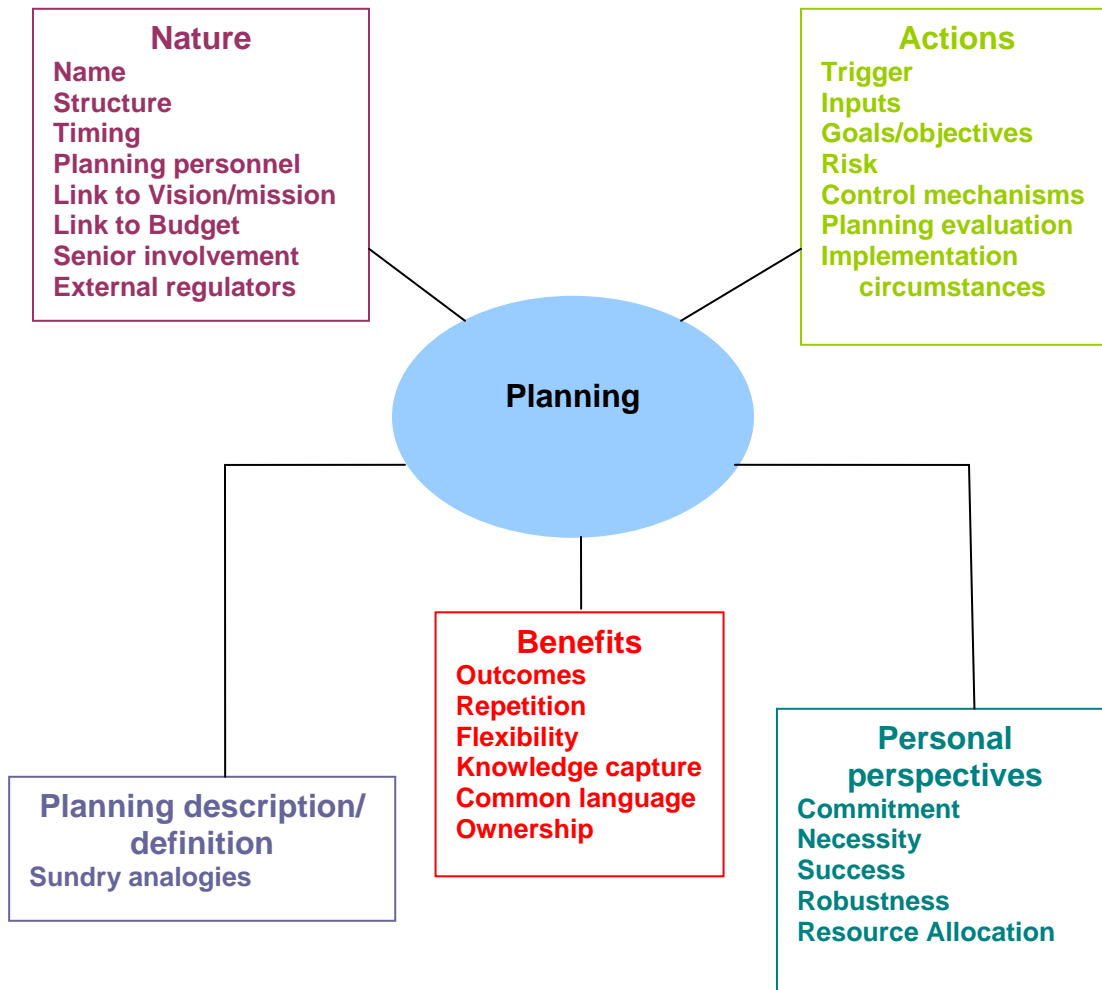 Nature
Name
Structure
Timing
Planning personnel
Link to Vision/mission
Link to Budget
Senior involvement
External regulators
Actions
Trigger
Inputs
Goals/objectives
Risk
Control mechanisms
Planning evaluation
Implementation
circumstances
Planning
Planning description/
definition
Sundry analogies
Benefits
Outcomes
Repetition
Flexibility
Knowledge capture
Common language
Ownership
Personal
perspectives
Commitment
Necessity
Success
Robustness
Resource Allocation